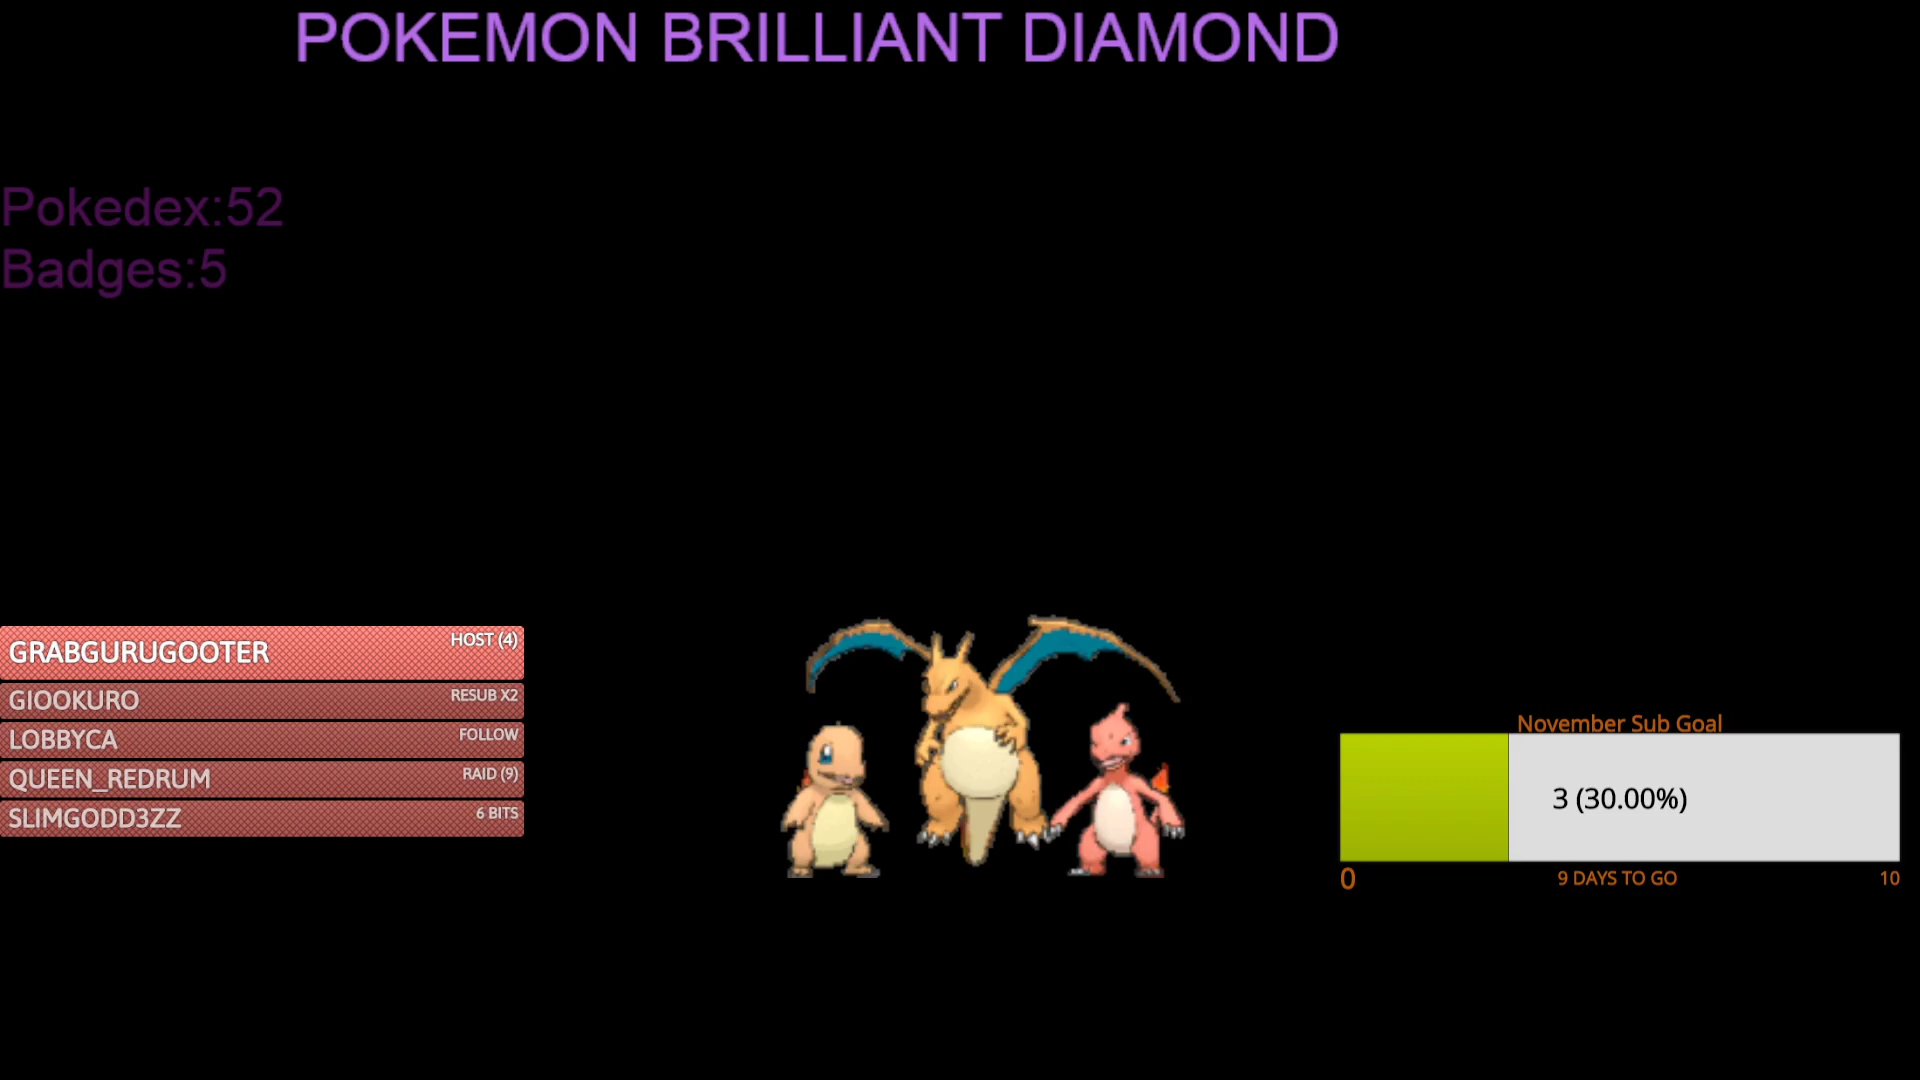 POKEMON BRILLIANT DIAMOND
Pokedex:52
Badges:5
GRABGURUGOOTER HOST (4)
GIOOKURO RESUB X2
LOBBYCA FOLLOW
QUEEN_REDRUM RAID (9)
SLIMGODD3ZZ 6 BITS
November Sub Goal
3 (30.00%)
0 9 DAYS TO GO 10